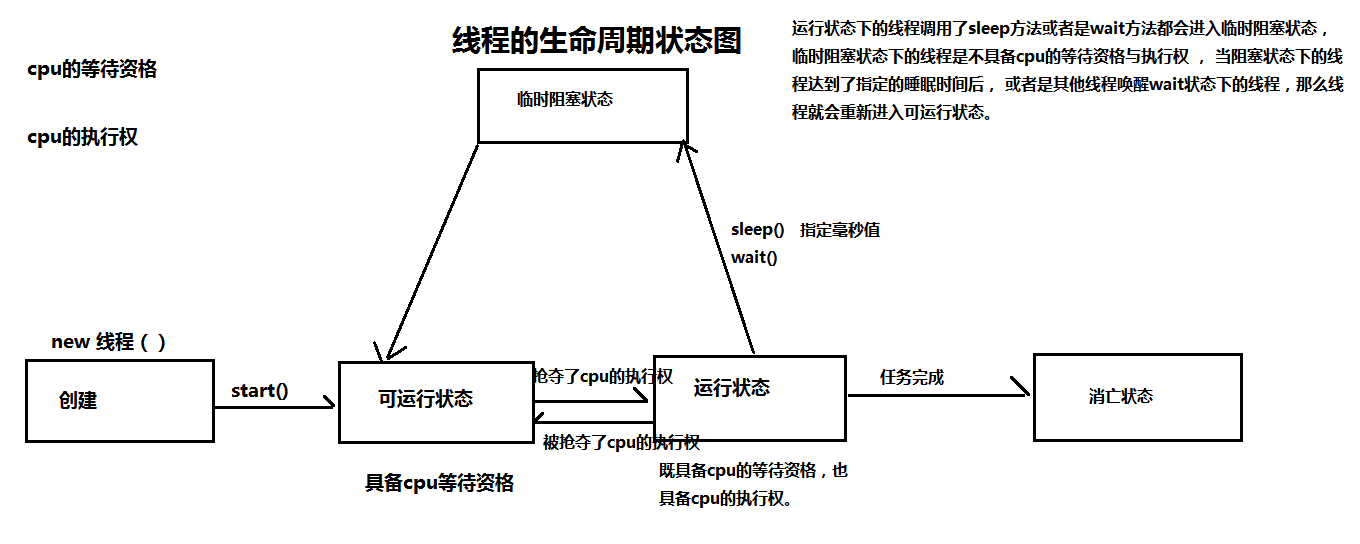 线程的生命周期状态图
运行状态下的线程调用了sleep方法或者是wait方法都会进入临时阻塞状态，
临时阻塞状态下的线程是不具备cpu的等待资格与执行权 ， 当阻塞状态下的线
程达到了指定的睡眠时间后， 或者是其他线程唤醒wait状态下的线程，那么线
程就会重新进入可运行状态。
cpu的等待资格
cpu的执行权
临时阻塞状态
sleep() 指定毫秒值
wait()
new 线程（ ）
创建
start()
可运行状态
抢夺了cpu的执行权
被抢夺了cpu的执行权
运行状态
任务完成
消亡状态
具备cpu等待资格
既具备cpu的等待资格，也
具备cpu的执行权。